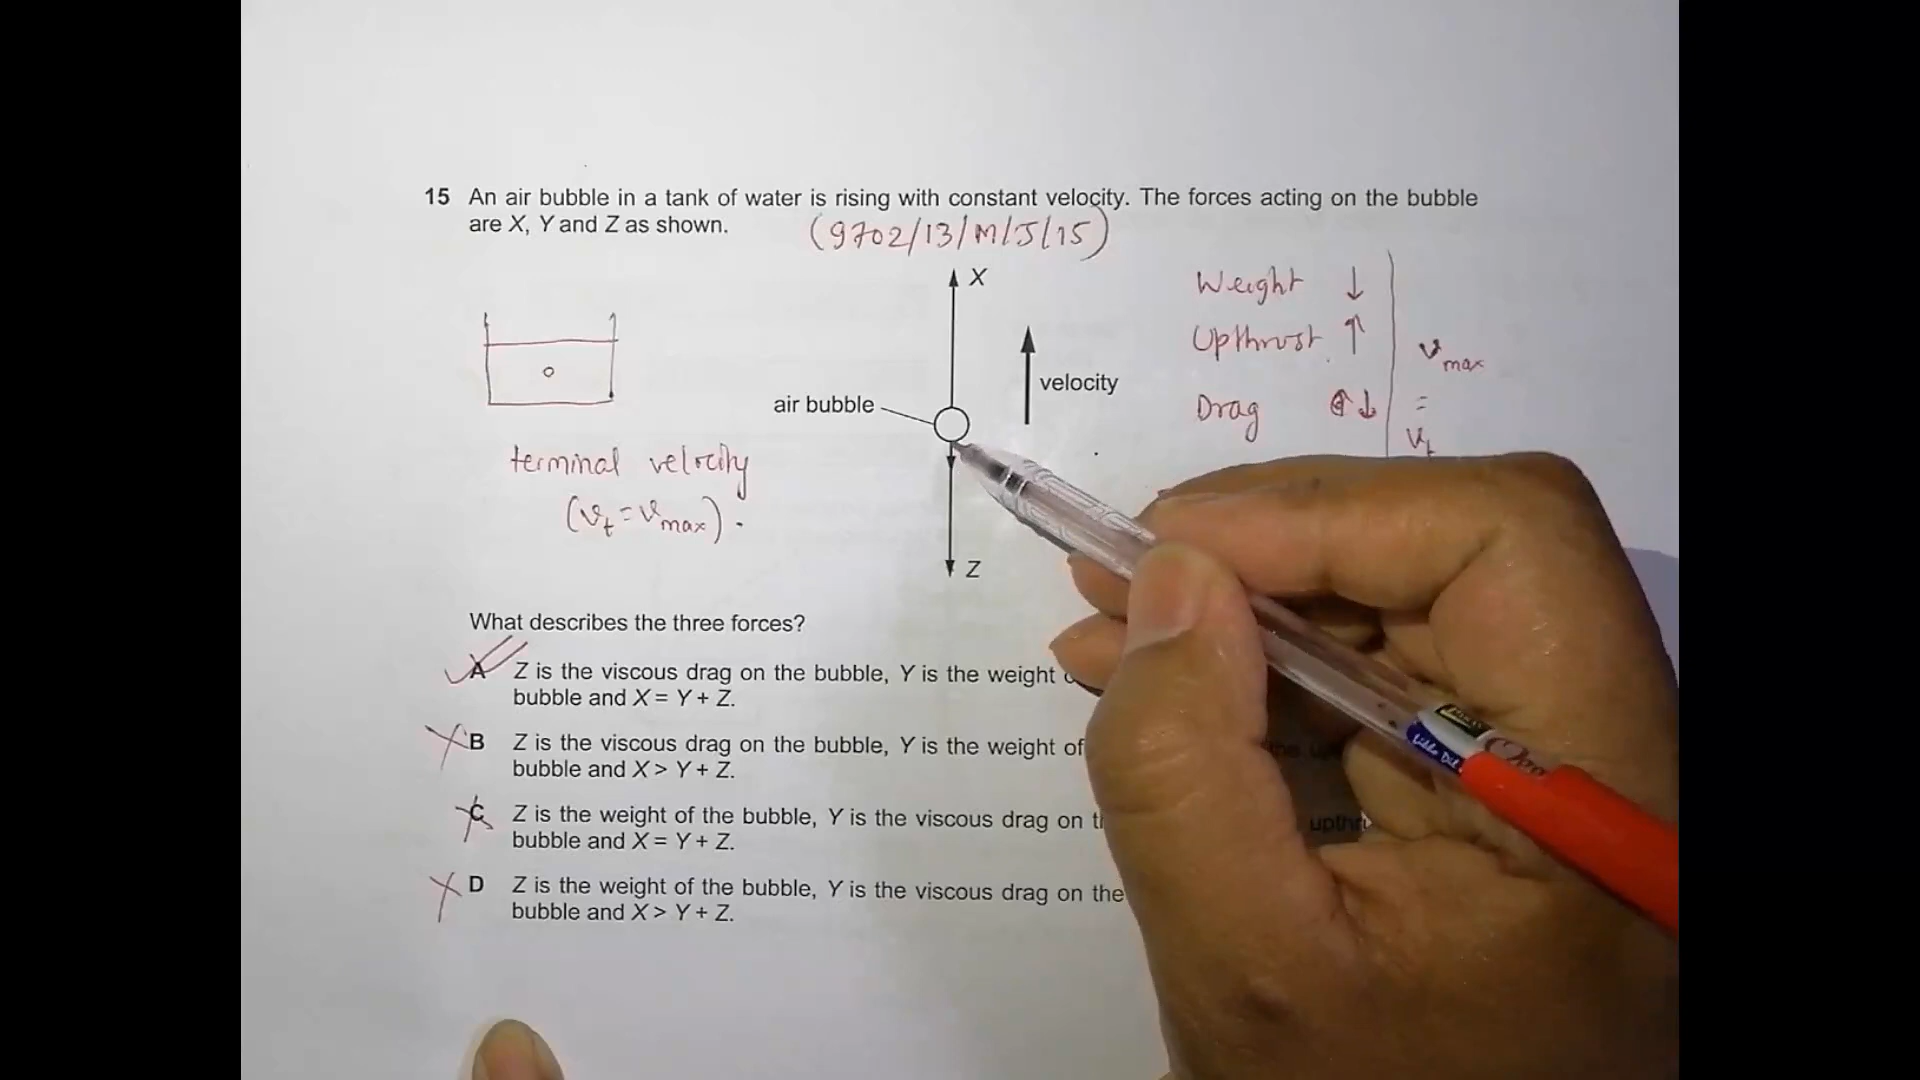 15 An air bubble in a tank of water is rising with constant velocity. The forces acting on the bubble
are X, Y and Z as shown.
(9702/13/M/J/15)
X
Weight ↓
Upthrust ↑
Drag ↓
v max
=
v t
velocity
air bubble
terminal velocity
(v t = v max).
Z
What describes the three forces?
A Z is the viscous drag on the bubble, Y is the weight
bubble and X = Y + Z.
B Z is the viscous drag on the bubble, Y is the weight of
bubble and X > Y + Z.
C Z is the weight of the bubble, Y is the viscous drag on
bubble and X = Y + Z.
D Z is the weight of the bubble, Y is the viscous drag on the
bubble and X > Y + Z.